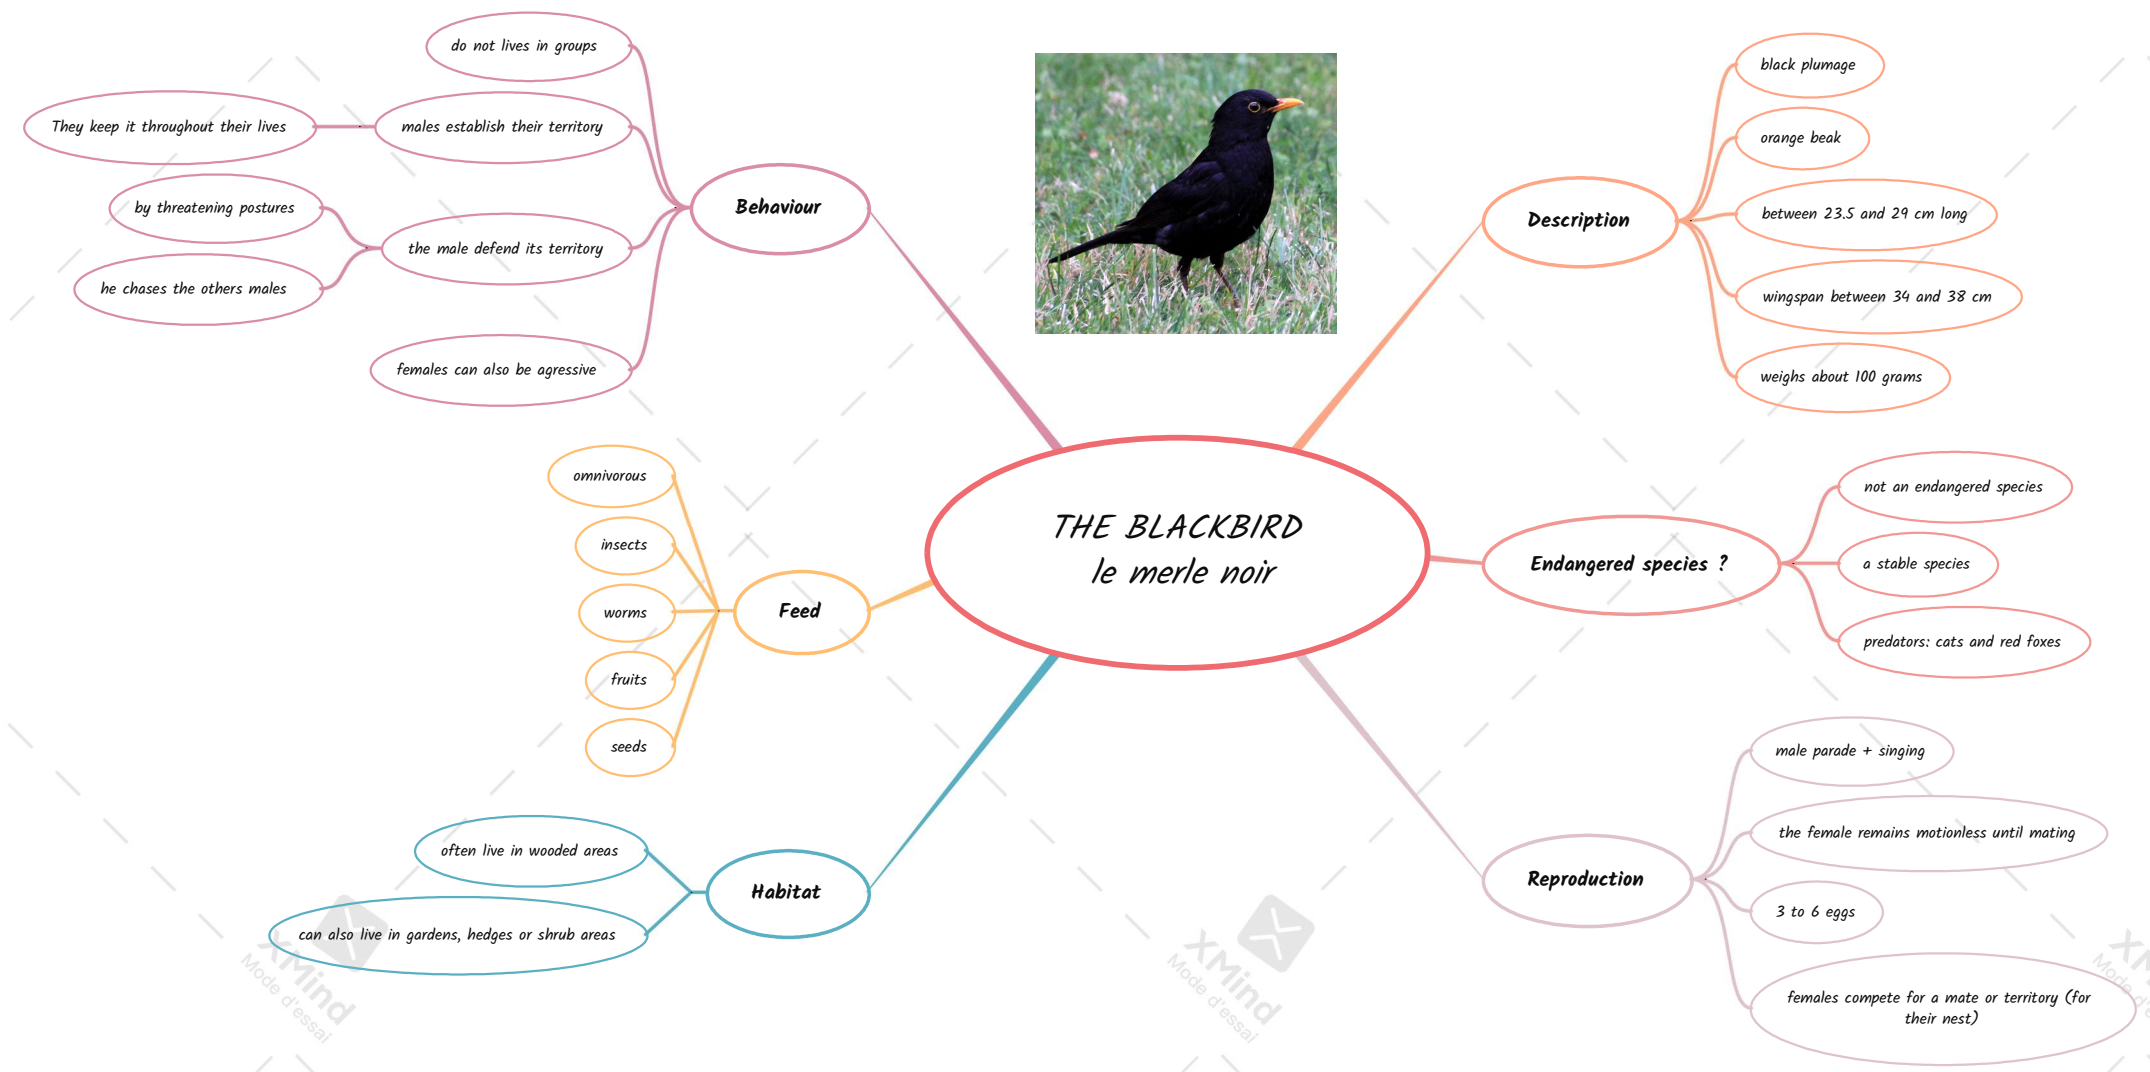 THE BLACKBIRD
le merle noir
Description
black plumage
orange beak
between 23.5 and 29 cm long
wingspan between 34 and 38 cm
weighs about 100 grams
Endangered species ?
not an endangered species
a stable species
predators: cats and red foxes
Reproduction
male parade + singing
the female remains motionless until mating
3 to 6 eggs
females compete for a mate or territory (for
their nest)
Behaviour
do not lives in groups
males establish their territory
They keep it throughout their lives
the male defend its territory
by threatening postures
he chases the others males
females can also be agressive
Feed
omnivorous
insects
worms
fruits
seeds
Habitat
often live in wooded areas
can also live in gardens, hedges or shrub areas
XMind
Mode d'essai
XMind
Mode d'essai
XM
Mode d'e